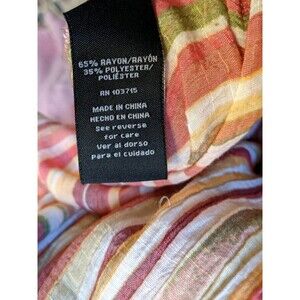 65% RAYON/RAYÓN
35% POLYESTER/
POLIÉSTER
RN 103715
MADE IN CHINA
HECHO EN CHINA
See reverse
for care
Ver al dorso
para el cuidado